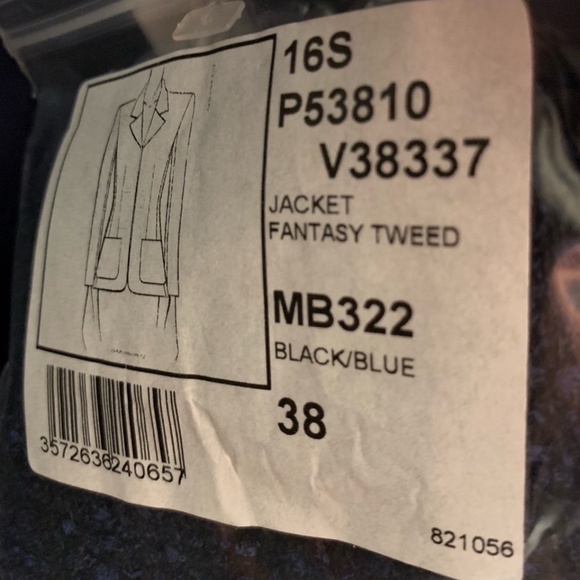 16S
P53810
V38337
JACKET
FANTASY TWEED
MB322
BLACK/BLUE
38
3572636240657
821056